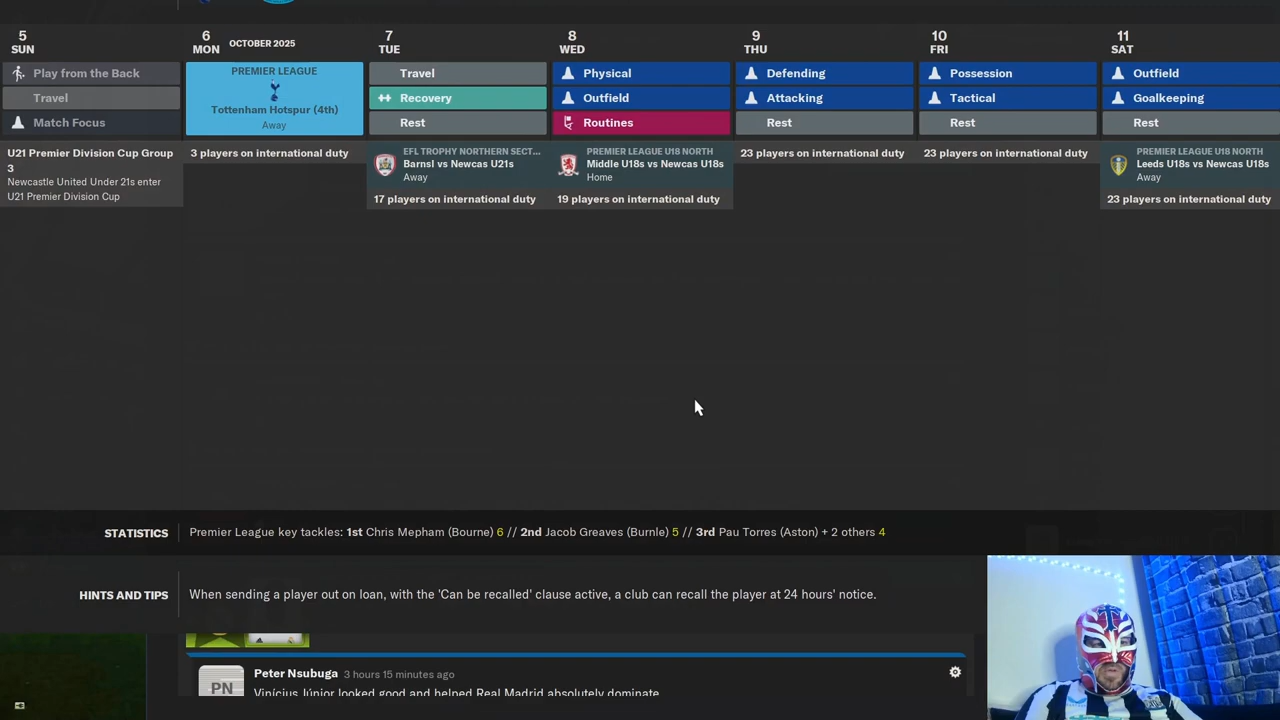 5
SUN
6
MON
OCTOBER 2025
7
TUE
8
WED
9
THU
10
FRI
11
SAT
Play from the Back
Travel
Match Focus
PREMIER LEAGUE
Tottenham Hotspur (4th)
Away
Travel
Recovery
Rest
Physical
Outfield
Routines
Defending
Attacking
Rest
Possession
Tactical
Rest
Outfield
Goalkeeping
Rest
U21 Premier Division Cup Group
3
Newcastle United Under 21s enter
U21 Premier Division Cup
3 players on international duty
EFL TROPHY NORTHERN SECT...
Barnsl vs Newcas U21s
Away
17 players on international duty
PREMIER LEAGUE U18 NORTH
Middle U18s vs Newcas U18s
Home
19 players on international duty
23 players on international duty
23 players on international duty
PREMIER LEAGUE U18 NORTH
Leeds U18s vs Newcas U18s
Away
23 players on international duty
STATISTICS
Premier League key tackles: 1st Chris Mepham (Bourne) 6 // 2nd Jacob Greaves (Burnle) 5 // 3rd Pau Torres (Aston) + 2 others 4
HINTS AND TIPS
When sending a player out on loan, with the 'Can be recalled' clause active, a club can recall the player at 24 hours' notice.
PN
Peter Nsubuga 3 hours 15 minutes ago
Vinícius Júnior looked good and helped Real Madrid absolutely dominate